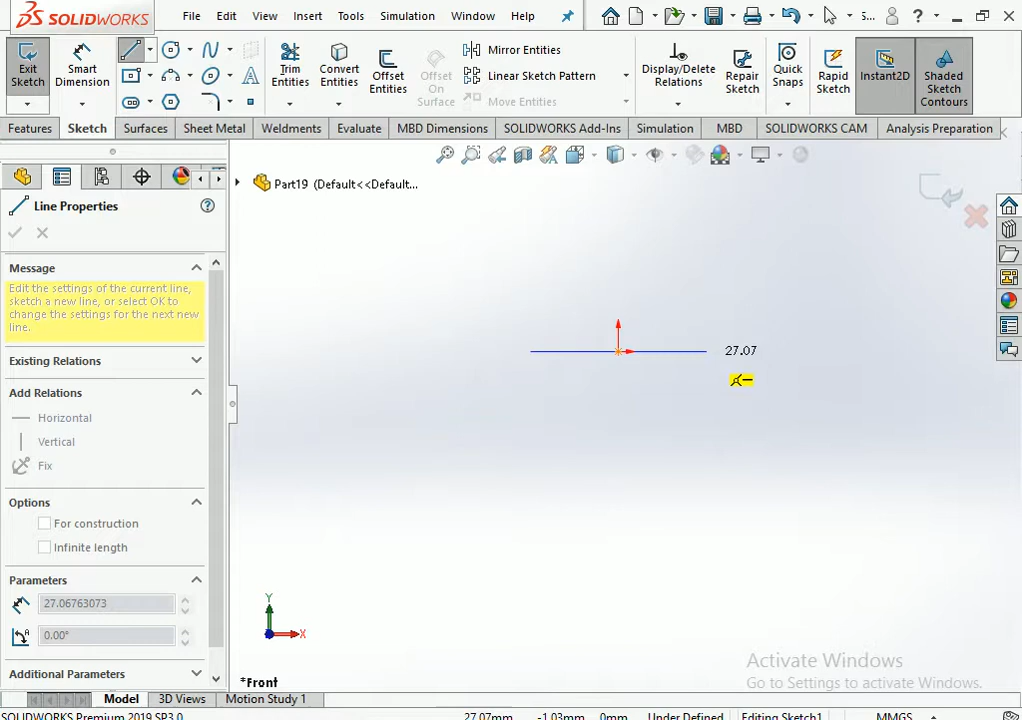 SOLIDWORKS
File Edit View Insert Tools Simulation Window Help
S...
Exit Sketch
Smart Dimension
Trim Entities
Convert Entities
Offset Entities
Offset On Surface
Mirror Entities
Linear Sketch Pattern
Move Entities
Display/Delete Relations
Repair Sketch
Quick Snaps
Rapid Sketch
Instant2D
Shaded Sketch Contours
Features Sketch Surfaces Sheet Metal Weldments Evaluate MBD Dimensions SOLIDWORKS Add-Ins Simulation MBD SOLIDWORKS CAM Analysis Preparation
Part19 (Default<<Default...
Line Properties
Message
Edit the settings of the current line,
sketch a new line, or select OK to
change the settings for the next new
line.
Existing Relations
Add Relations
Horizontal
Vertical
Fix
Options
For construction
Infinite length
Parameters
27.06763073
0.00°
Additional Parameters
27.07
Y
X
*Front
Activate Windows
Go to Settings to activate Windows.
Model 3D Views Motion Study 1
SOLIDWORKS Premium 2019 SP3.0 27.07mm -1.03mm 0mm Under Defined Editing Sketch1 MMGS